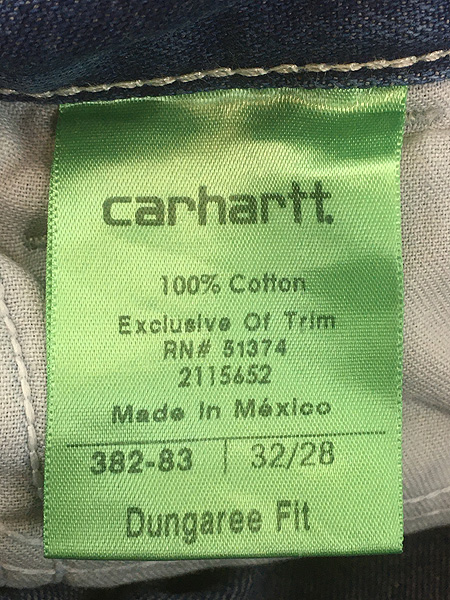 carhartt.
100% Cotton
Exclusive Of Trim
RN# 51374
2115652
Made In México
382-83 | 32/28
Dungaree Fit